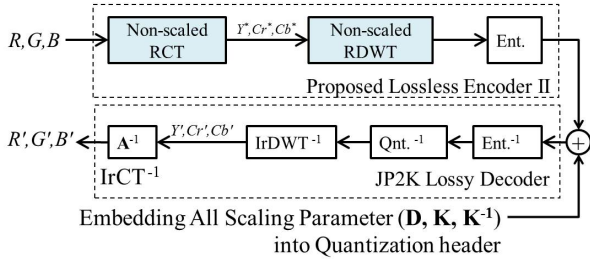 R,G,B
Non-scaled
RCT
Y*,Cr*,Cb*
Non-scaled
RDWT
Ent.
Proposed Lossless Encoder II
R′,G′,B′
A⁻¹
IrCT⁻¹
Y′,Cr′,Cb′
IrDWT⁻¹
Qnt.⁻¹
Ent.⁻¹
+
JP2K Lossy Decoder
Embedding All Scaling Parameter (D, K, K⁻¹)
into Quantization header